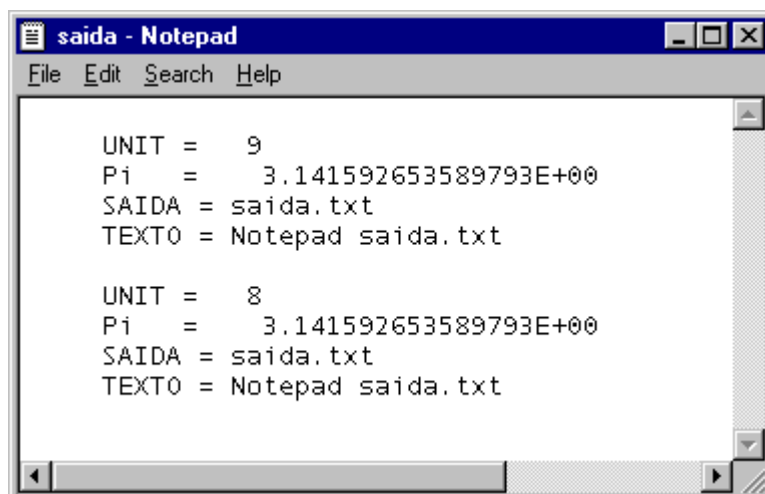 saida - Notepad
File Edit Search Help
UNIT =   9
Pi   =    3.141592653589793E+00
SAIDA = saida.txt
TEXTO = Notepad saida.txt
UNIT =   8
Pi   =    3.141592653589793E+00
SAIDA = saida.txt
TEXTO = Notepad saida.txt